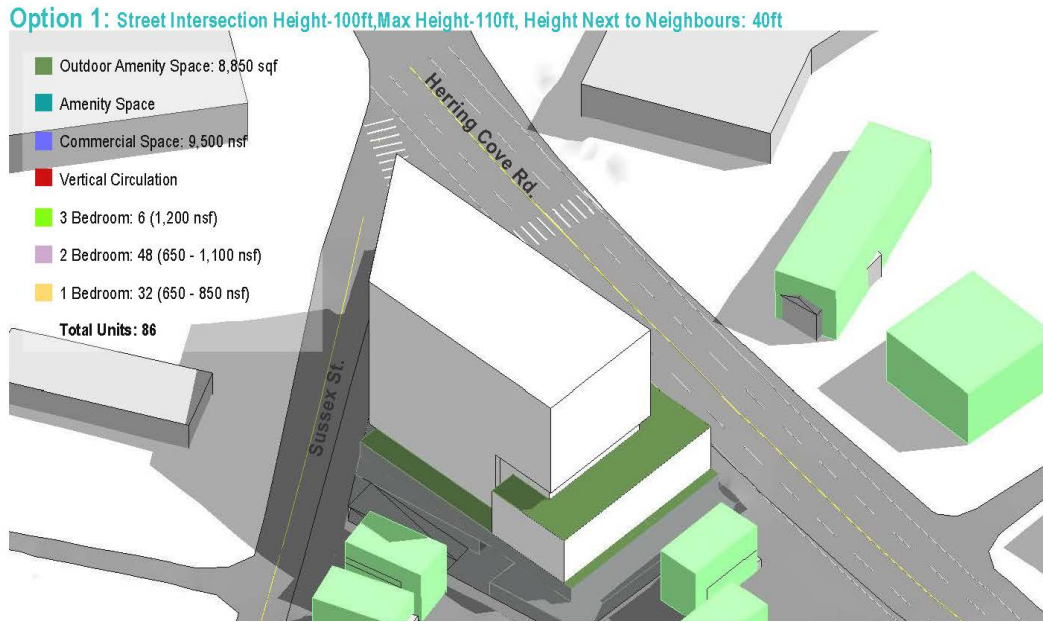 Option 1: Street Intersection Height-100ft,Max Height-110ft, Height Next to Neighbours: 40ft
Outdoor Amenity Space: 8,850 sqf
Amenity Space
Commercial Space: 9,500 nsf
Vertical Circulation
3 Bedroom: 6 (1,200 nsf)
2 Bedroom: 48 (650 - 1,100 nsf)
1 Bedroom: 32 (650 - 850 nsf)
Total Units: 86
Herring Cove Rd.
Sussex St.